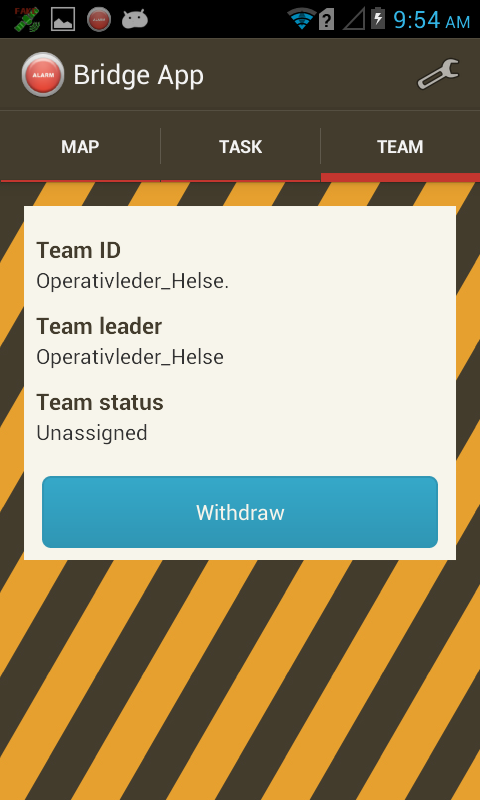 FAKE
9:54 AM
ALARM
Bridge App
MAP
TASK
TEAM
Team ID
Operativleder_Helse.
Team leader
Operativleder_Helse
Team status
Unassigned
Withdraw